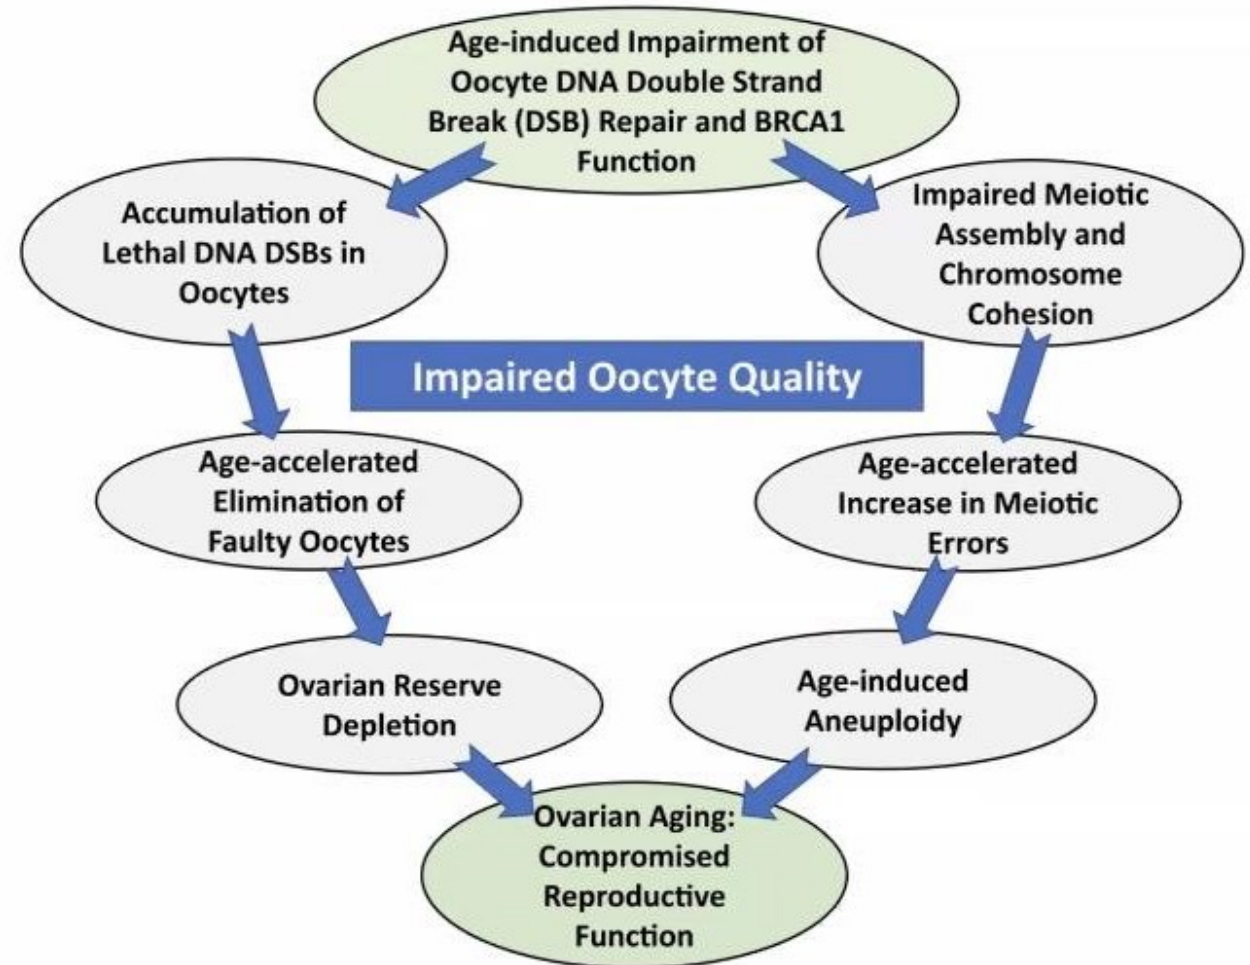 Age-induced Impairment of
Oocyte DNA Double Strand
Break (DSB) Repair and BRCA1
Function
Accumulation of
Lethal DNA DSBs in
Oocytes
Impaired Meiotic
Assembly and
Chromosome
Cohesion
Impaired Oocyte Quality
Age-accelerated
Elimination of
Faulty Oocytes
Age-accelerated
Increase in Meiotic
Errors
Ovarian Reserve
Depletion
Age-induced
Aneuploidy
Ovarian Aging:
Compromised
Reproductive
Function